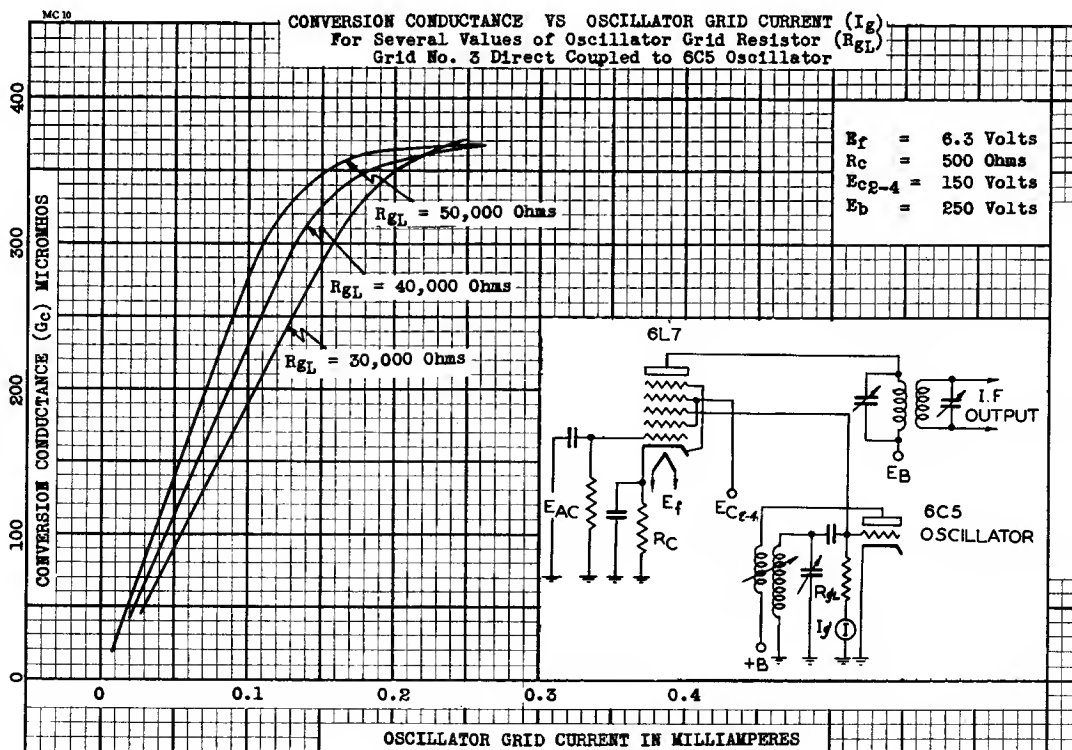 MC 10
CONVERSION CONDUCTANCE VS OSCILLATOR GRID CURRENT (Ig)
For Several Values of Oscillator Grid Resistor (RgL)
Grid No. 3 Direct Coupled to 6C5 Oscillator
Ef = 6.3 Volts
Rc = 500 Ohms
Ec2-4 = 150 Volts
Eb = 250 Volts
CONVERSION CONDUCTANCE (Gc) MICROMHOS
400
300
200
100
0
RgL = 50,000 Ohms
RgL = 40,000 Ohms
RgL = 30,000 Ohms
6L7
I.F
OUTPUT
EB
EAC
Ef
EC2-4
RC
6C5
OSCILLATOR
RgL
Ig
I
+B
0 0.1 0.2 0.3 0.4
OSCILLATOR GRID CURRENT IN MILLIAMPERES